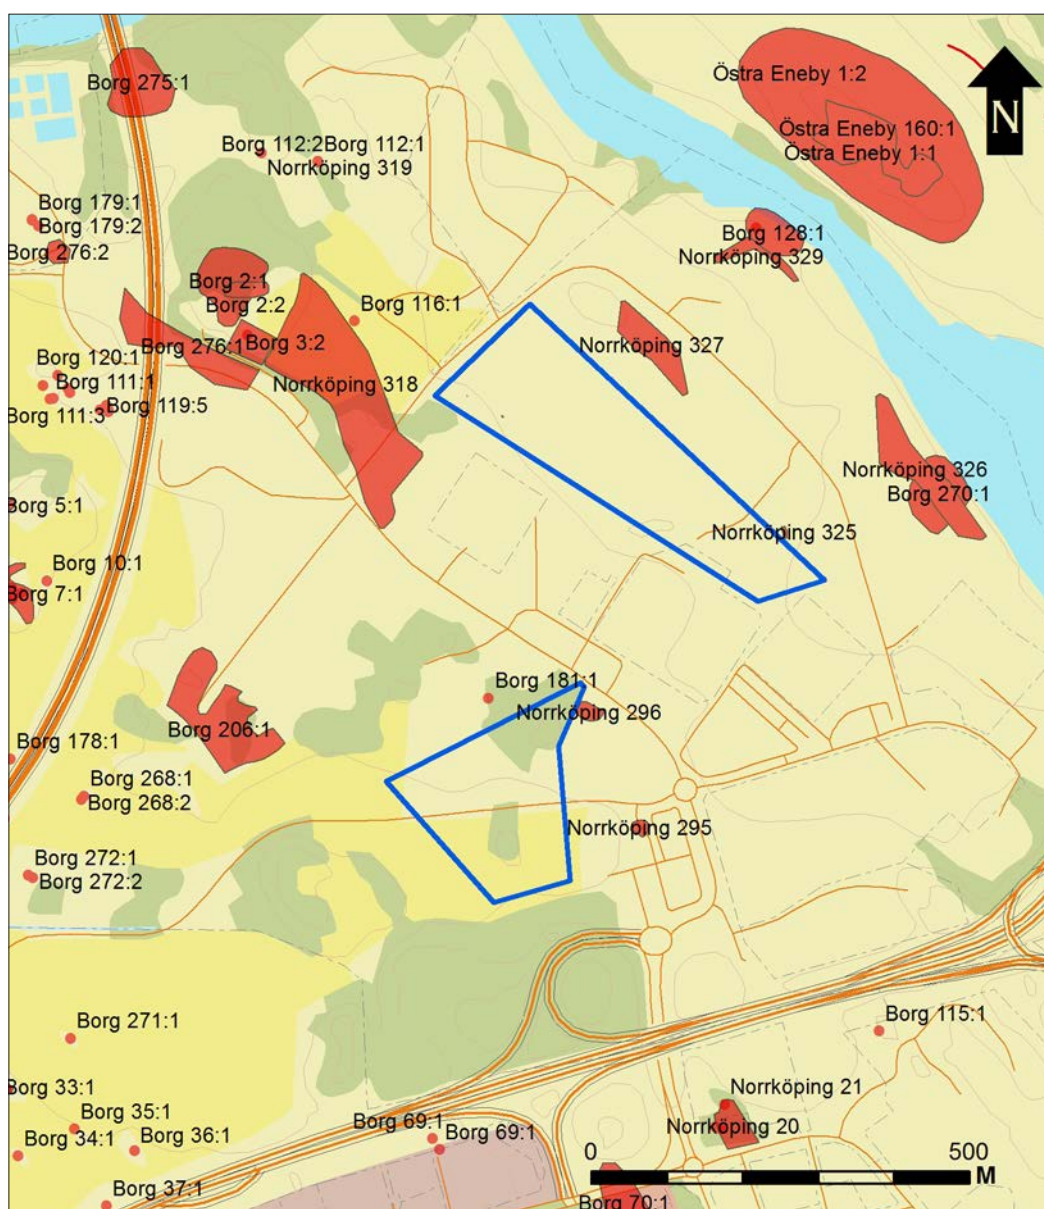 Östra Eneby 1:2
Borg 275:1
N
Östra Eneby 160:1
Borg 112:2 Borg 112:1
Östra Eneby 1:1
Norrköping 319
Borg 179:1
Borg 179:2
Borg 128:1
Borg 276:2
Norrköping 329
Borg 2:1
Borg 2:2
Borg 116:1
Borg 276:1
Borg 3:2
Norrköping 327
Borg 120:1
Borg 111:1
Norrköping 318
Borg 119:5
Borg 111:3
Norrköping 326
Borg 270:1
Borg 5:1
Norrköping 325
Borg 10:1
Borg 7:1
Borg 181:1
Norrköping 296
Borg 206:1
Borg 178:1
Borg 268:1
Borg 268:2
Norrköping 295
Borg 272:1
Borg 272:2
Borg 271:1
Borg 115:1
Borg 33:1
Norrköping 21
Borg 35:1
Norrköping 20
Borg 34:1
Borg 36:1
Borg 69:1
Borg 69:1
0
500
M
Borg 37:1
Borg 70:1